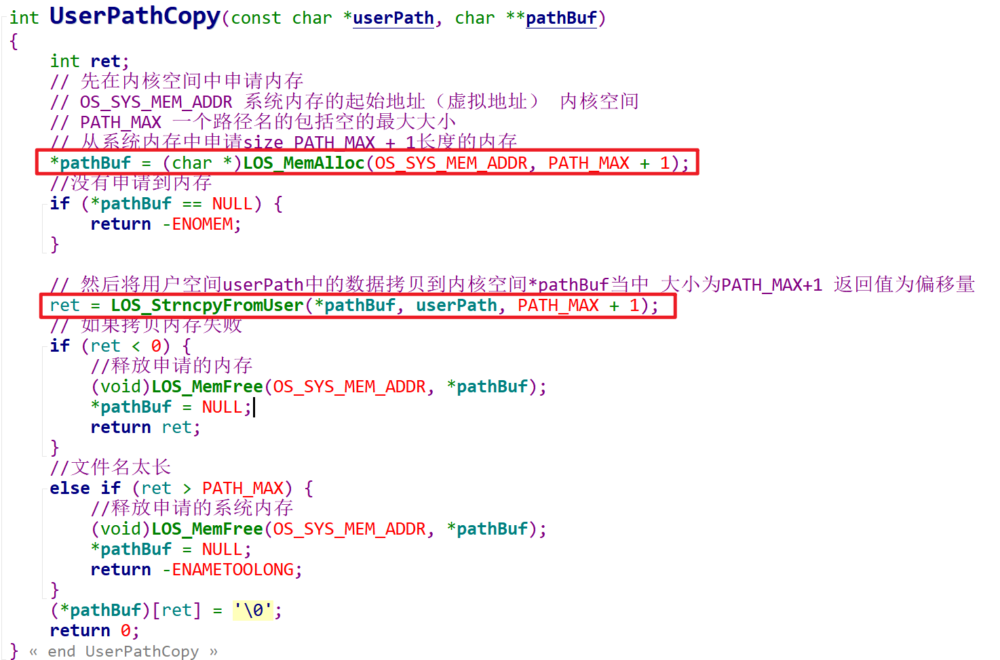 int UserPathCopy(const char *userPath, char **pathBuf)
{
    int ret;
    // 先在内核空间中申请内存
    // OS_SYS_MEM_ADDR 系统内存的起始地址（虚拟地址） 内核空间
    // PATH_MAX 一个路径名的包括空的最大大小
    // 从系统内存中申请size PATH_MAX + 1长度的内存
    *pathBuf = (char *)LOS_MemAlloc(OS_SYS_MEM_ADDR, PATH_MAX + 1);
    //没有申请到内存
    if (*pathBuf == NULL) {
        return -ENOMEM;
    }
    // 然后将用户空间userPath中的数据拷贝到内核空间*pathBuf当中 大小为PATH_MAX+1 返回值为偏移量
    ret = LOS_StrncpyFromUser(*pathBuf, userPath, PATH_MAX + 1);
    // 如果拷贝内存失败
    if (ret < 0) {
        //释放申请的内存
        (void)LOS_MemFree(OS_SYS_MEM_ADDR, *pathBuf);
        *pathBuf = NULL;
        return ret;
    }
    //文件名太长
    else if (ret > PATH_MAX) {
        //释放申请的系统内存
        (void)LOS_MemFree(OS_SYS_MEM_ADDR, *pathBuf);
        *pathBuf = NULL;
        return -ENAMETOOLONG;
    }
    (*pathBuf)[ret] = '\0';
    return 0;
} « end UserPathCopy »